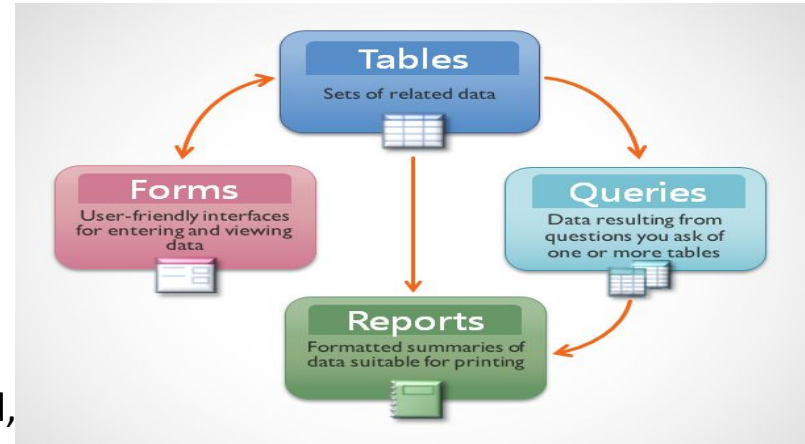 Tables
Sets of related data
Forms
User-friendly interfaces
for entering and viewing
data
Queries
Data resulting from
questions you ask of
one or more tables
Reports
Formatted summaries of
data suitable for printing